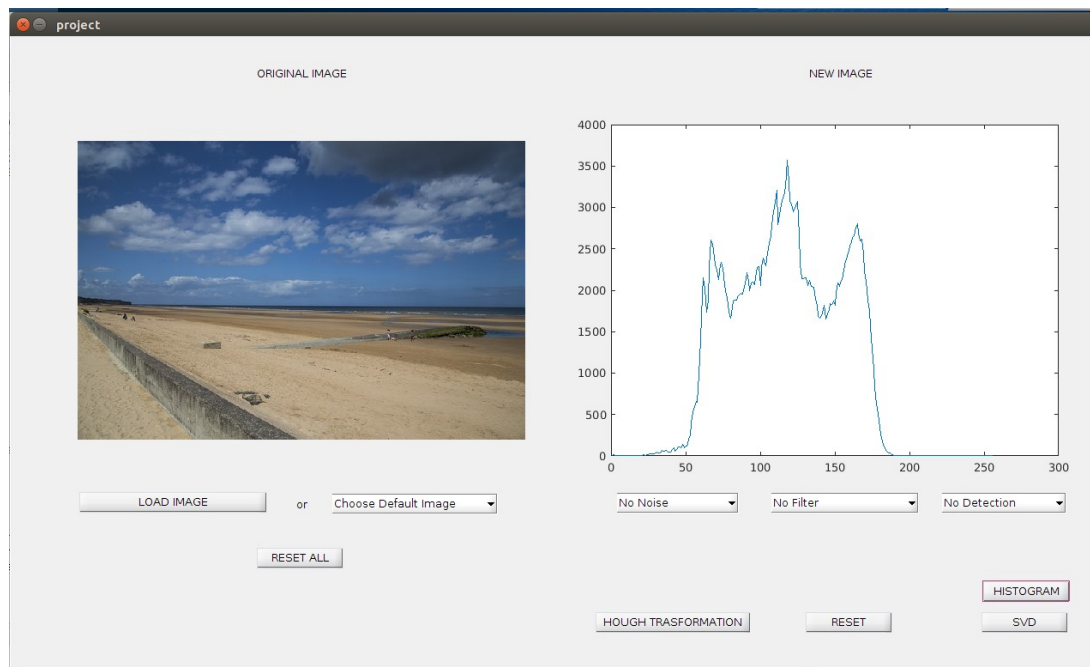 project
ORIGINAL IMAGE
NEW IMAGE
4000
3500
3000
2500
2000
1500
1000
500
0
0 50 100 150 200 250 300
LOAD IMAGE or Choose Default Image
No Noise No Filter No Detection
RESET ALL
HISTOGRAM
HOUGH TRASFORMATION RESET SVD